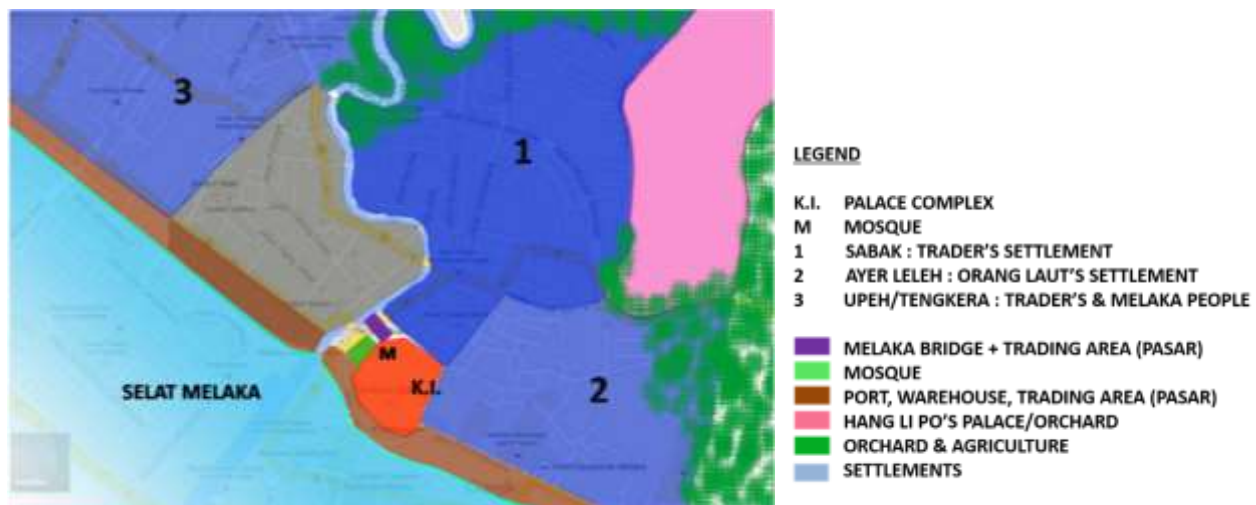 3
1
M
K.I.
SELAT MELAKA
2
LEGEND
K.I. PALACE COMPLEX
M MOSQUE
1 SABAK : TRADER'S SETTLEMENT
2 AYER LELEH : ORANG LAUT'S SETTLEMENT
3 UPEH/TENGKERA : TRADER'S & MELAKA PEOPLE
MELAKA BRIDGE + TRADING AREA (PASAR)
MOSQUE
PORT, WAREHOUSE, TRADING AREA (PASAR)
HANG LI PO'S PALACE/ORCHARD
ORCHARD & AGRICULTURE
SETTLEMENTS